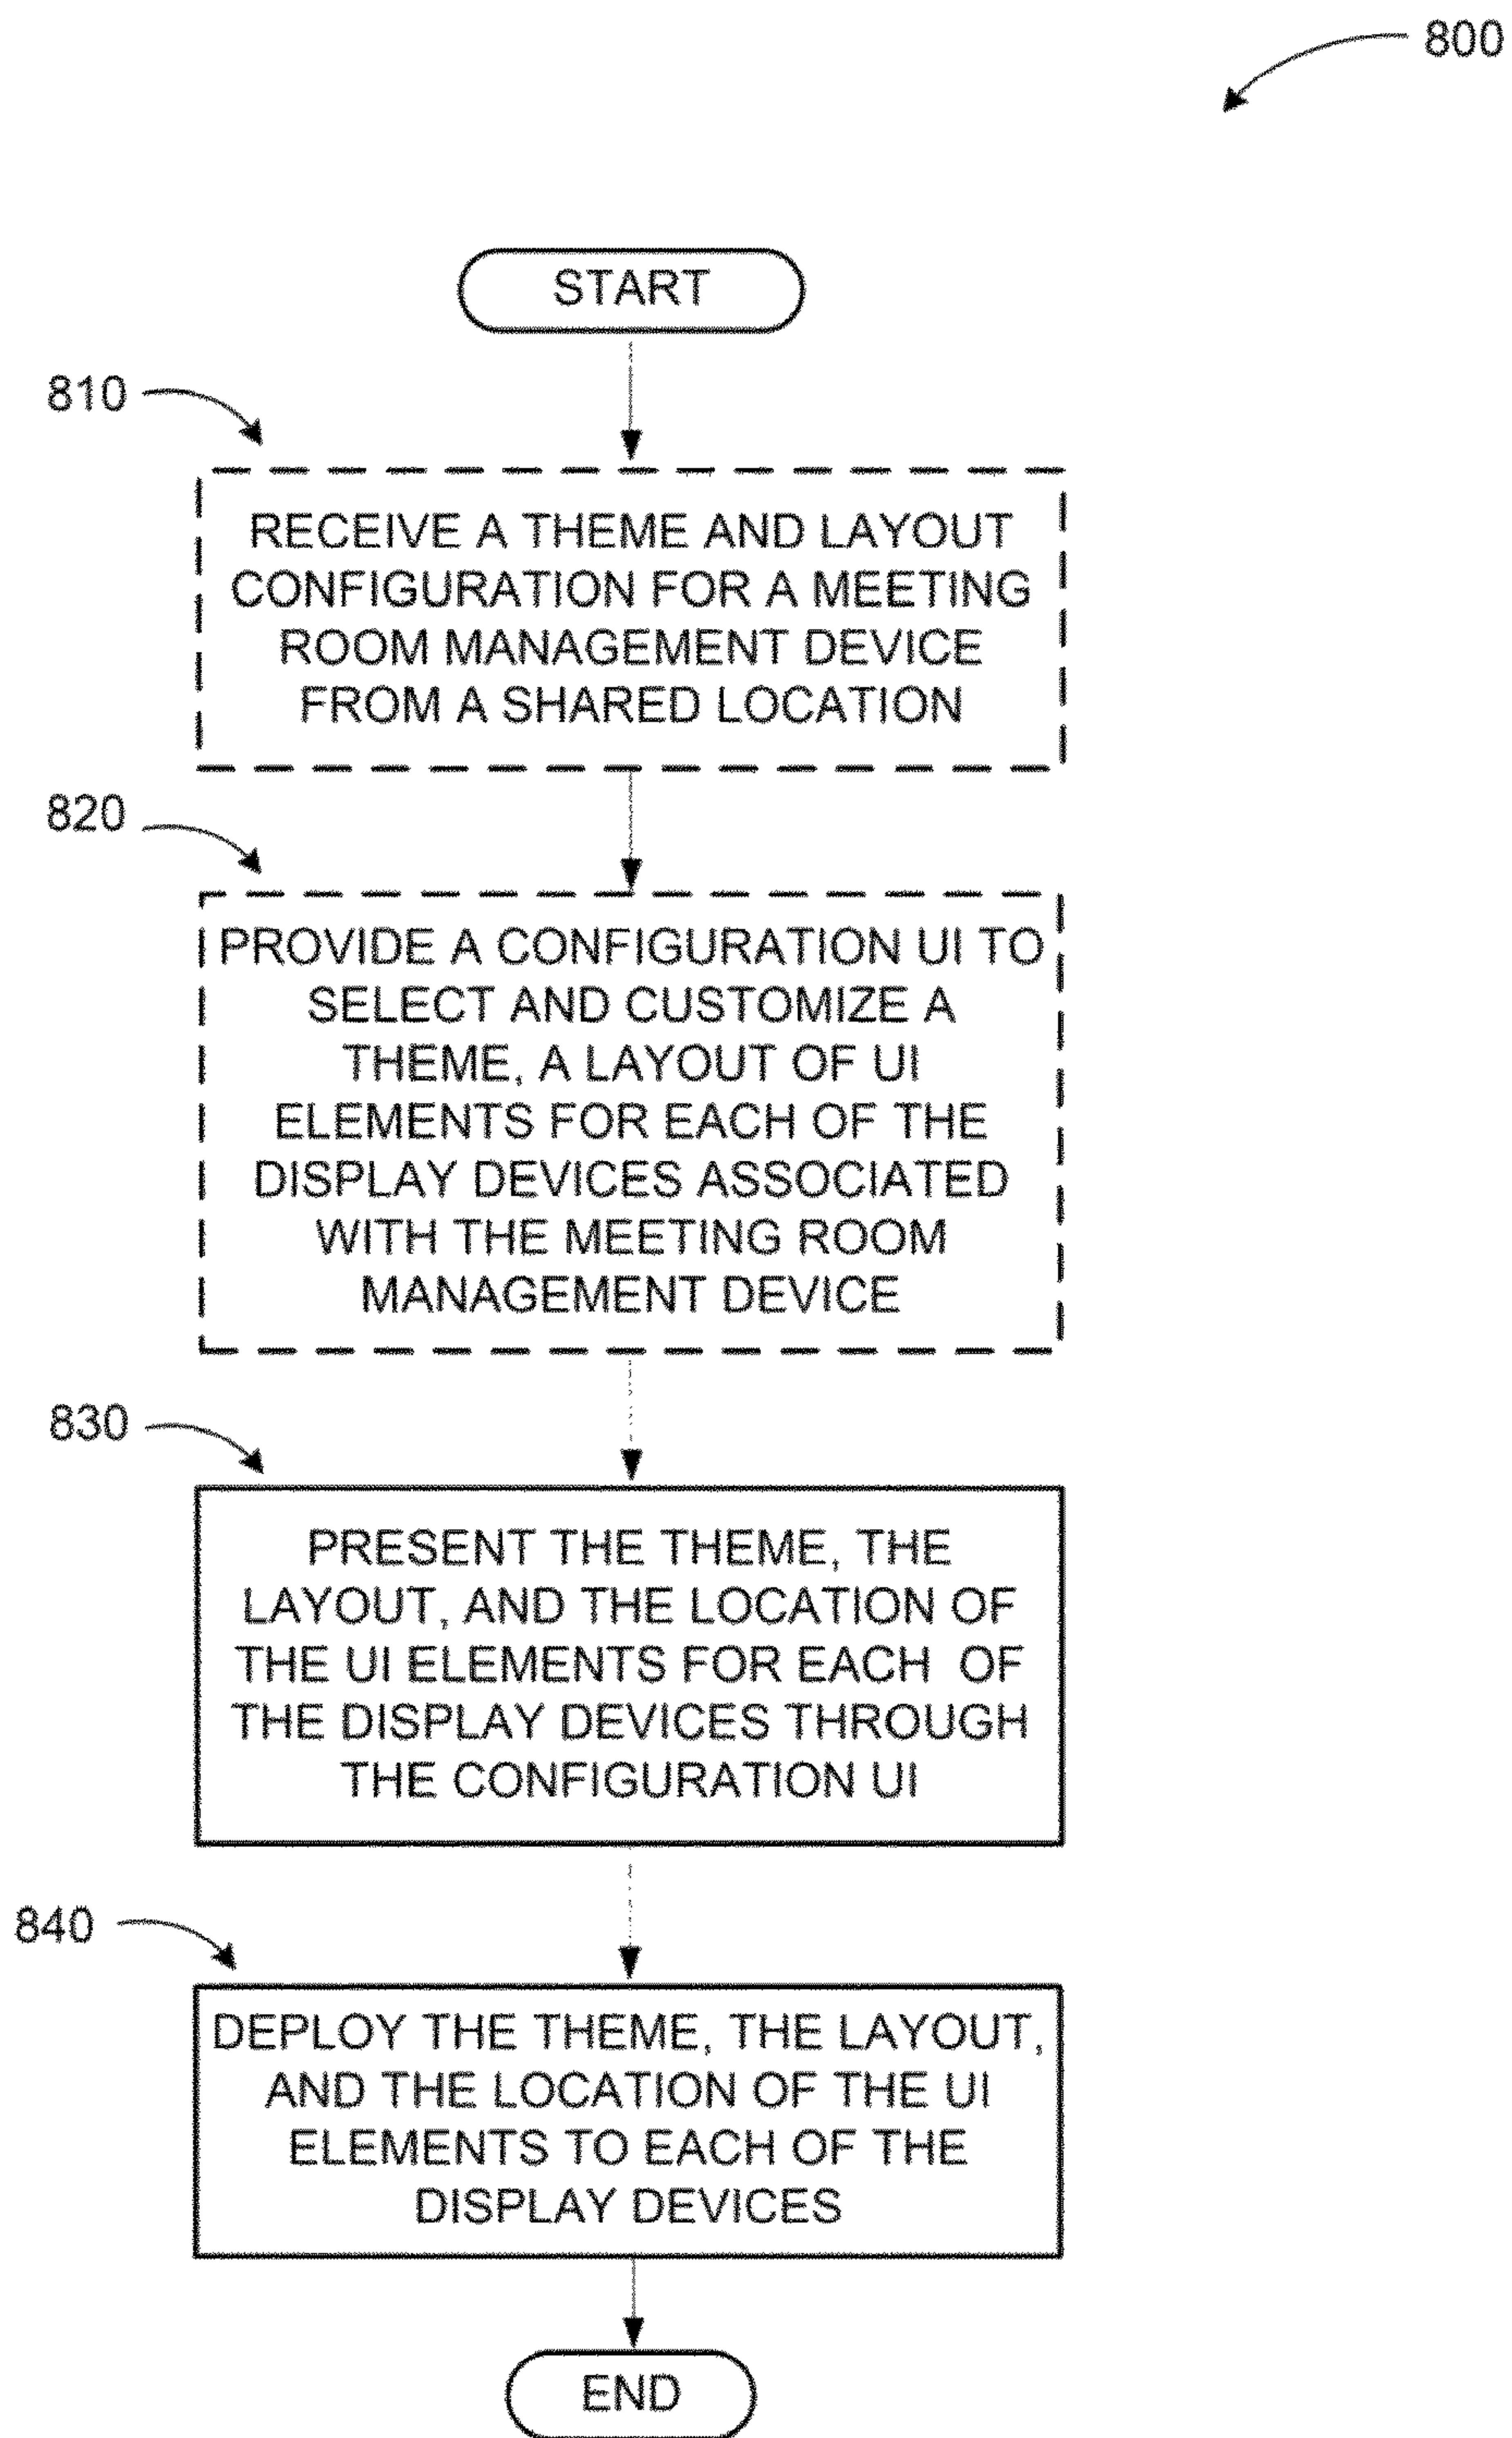 800
START
810
RECEIVE A THEME AND LAYOUT
CONFIGURATION FOR A MEETING
ROOM MANAGEMENT DEVICE
FROM A SHARED LOCATION
820
PROVIDE A CONFIGURATION UI TO
SELECT AND CUSTOMIZE A
THEME, A LAYOUT OF UI
ELEMENTS FOR EACH OF THE
DISPLAY DEVICES ASSOCIATED
WITH THE MEETING ROOM
MANAGEMENT DEVICE
830
PRESENT THE THEME, THE
LAYOUT, AND THE LOCATION OF
THE UI ELEMENTS FOR EACH OF
THE DISPLAY DEVICES THROUGH
THE CONFIGURATION UI
840
DEPLOY THE THEME, THE LAYOUT,
AND THE LOCATION OF THE UI
ELEMENTS TO EACH OF THE
DISPLAY DEVICES
END